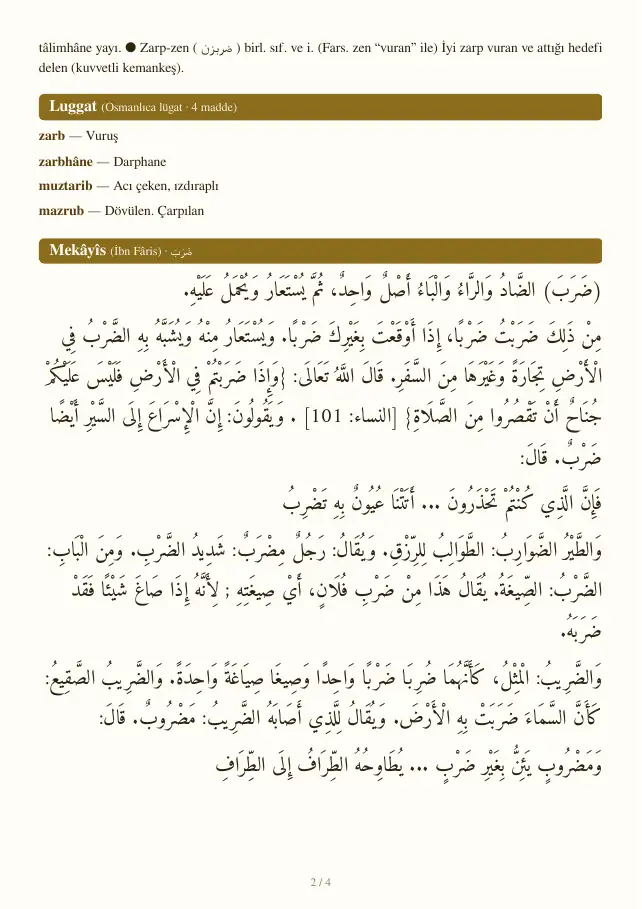 tâlimhâne yayı. ● Zarp-zen ( ضربزن ) birl. sıf. ve i. (Fars. zen “vuran” ile) İyi zarp vuran ve attığı hedefi
delen (kuvvetli kemankeş).
Luggat (Osmanlıca lügat · 4 madde)
zarb — Vuruş
zarbhâne — Darphane
muztarib — Acı çeken, ızdıraplı
mazrub — Dövülen. Çarpılan
Mekâyîs (İbn Fâris) · ضَرَبَ
(ضَرَبَ) الضَّادُ وَالرَّاءُ وَالْبَاءُ أَصْلٌ وَاحِدٌ، ثُمَّ يُسْتَعَارُ وَيُحْمَلُ عَلَيْهِ.
مِنْ ذَلِكَ ضَرَبْتُ ضَرْبًا، إِذَا أَوْقَعْتَ بِغَيْرِكَ ضَرْبًا. وَيُسْتَعَارُ مِنْهُ وَيُشَبَّهُ بِهِ الضَّرْبُ فِي
الْأَرْضِ تِجَارَةً وَغَيْرَهَا مِنَ السَّفَرِ. قَالَ اللَّهُ تَعَالَى: {وَإِذَا ضَرَبْتُمْ فِي الْأَرْضِ فَلَيْسَ عَلَيْكُمْ
جُنَاحٌ أَنْ تَقْصُرُوا مِنَ الصَّلَاةِ} [النساء: 101] . وَيَقُولُونَ: إِنَّ الْإِسْرَاعَ إِلَى السَّيْرِ أَيْضًا
ضَرْبٌ. قَالَ:
فَإِنَّ الَّذِي كُنْتُمْ تَحْذَرُونَ ... أَتَتْنَا عُيُونٌ بِهِ تَضْرِبُ
وَالطَّيْرُ الضَّوَارِبُ: الطَّوَالِبُ لِلرِّزْقِ. وَيُقَالُ: رَجُلٌ مِضْرَبٌ: شَدِيدُ الضَّرْبِ. وَمِنَ الْبَابِ:
الضَّرْبُ: الصِّيغَةُ. يُقَالُ هَذَا مِنْ ضَرْبِ فُلَانٍ، أَيْ صِيغَتِهِ ; لِأَنَّهُ إِذَا صَاغَ شَيْئًا فَقَدْ
ضَرَبَهُ.
وَالضَّرِيبُ: الْمِثْلُ، كَأَنَّهُمَا ضُرِبَا ضَرْبًا وَاحِدًا وَصِيغَا صِيَاغَةً وَاحِدَةً. وَالضَّرِيبُ الصَّقِيعُ:
كَأَنَّ السَّمَاءَ ضَرَبَتْ بِهِ الْأَرْضَ. وَيُقَالُ لِلَّذِي أَصَابَهُ الضَّرِيبُ: مَضْرُوبٌ. قَالَ:
وَمَضْرُوبٍ يَئِنُّ بِغَيْرِ ضَرْبٍ ... يُطَاوِحُهُ الطِّرَافُ إِلَى الطِّرَافِ
2 / 4